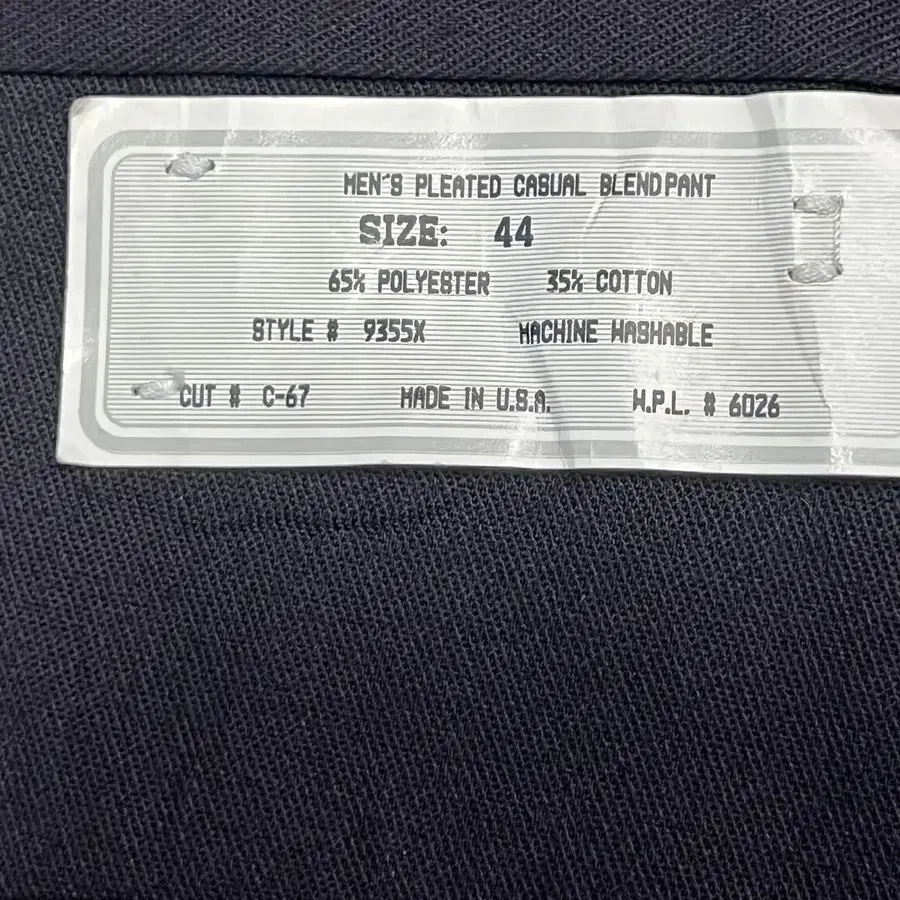 MEN'S PLEATED CASUAL BLEND PANT
SIZE: 44
65% POLYESTER 35% COTTON
STYLE # 9355X MACHINE WASHABLE
CUT # C-67 MADE IN U.S.A. W.P.L. # 6026